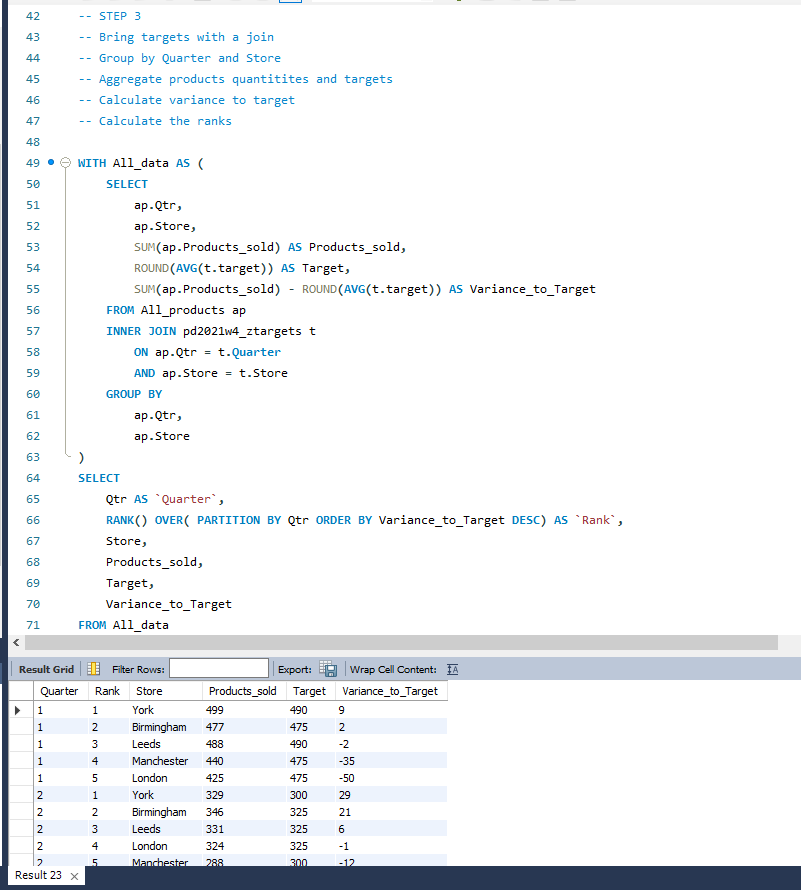 42 -- STEP 3
43 -- Bring targets with a join
44 -- Group by Quarter and Store
45 -- Aggregate products quantitites and targets
46 -- Calculate variance to target
47 -- Calculate the ranks
48
49 WITH All_data AS (
50 SELECT
51 ap.Qtr,
52 ap.Store,
53 SUM(ap.Products_sold) AS Products_sold,
54 ROUND(AVG(t.target)) AS Target,
55 SUM(ap.Products_sold) - ROUND(AVG(t.target)) AS Variance_to_Target
56 FROM All_products ap
57 INNER JOIN pd2021w4_ztargets t
58 ON ap.Qtr = t.Quarter
59 AND ap.Store = t.Store
60 GROUP BY
61 ap.Qtr,
62 ap.Store
63 )
64 SELECT
65 Qtr AS `Quarter`,
66 RANK() OVER( PARTITION BY Qtr ORDER BY Variance_to_Target DESC) AS `Rank`,
67 Store,
68 Products_sold,
69 Target,
70 Variance_to_Target
71 FROM All_data
Result Grid Filter Rows: Export: Wrap Cell Content:
Quarter Rank Store Products_sold Target Variance_to_Target
1 1 York 499 490 9
1 2 Birmingham 477 475 2
1 3 Leeds 488 490 -2
1 4 Manchester 440 475 -35
1 5 London 425 475 -50
2 1 York 329 300 29
2 2 Birmingham 346 325 21
2 3 Leeds 331 325 6
2 4 London 324 325 -1
2 5 Manchester 288 300 -12
Result 23